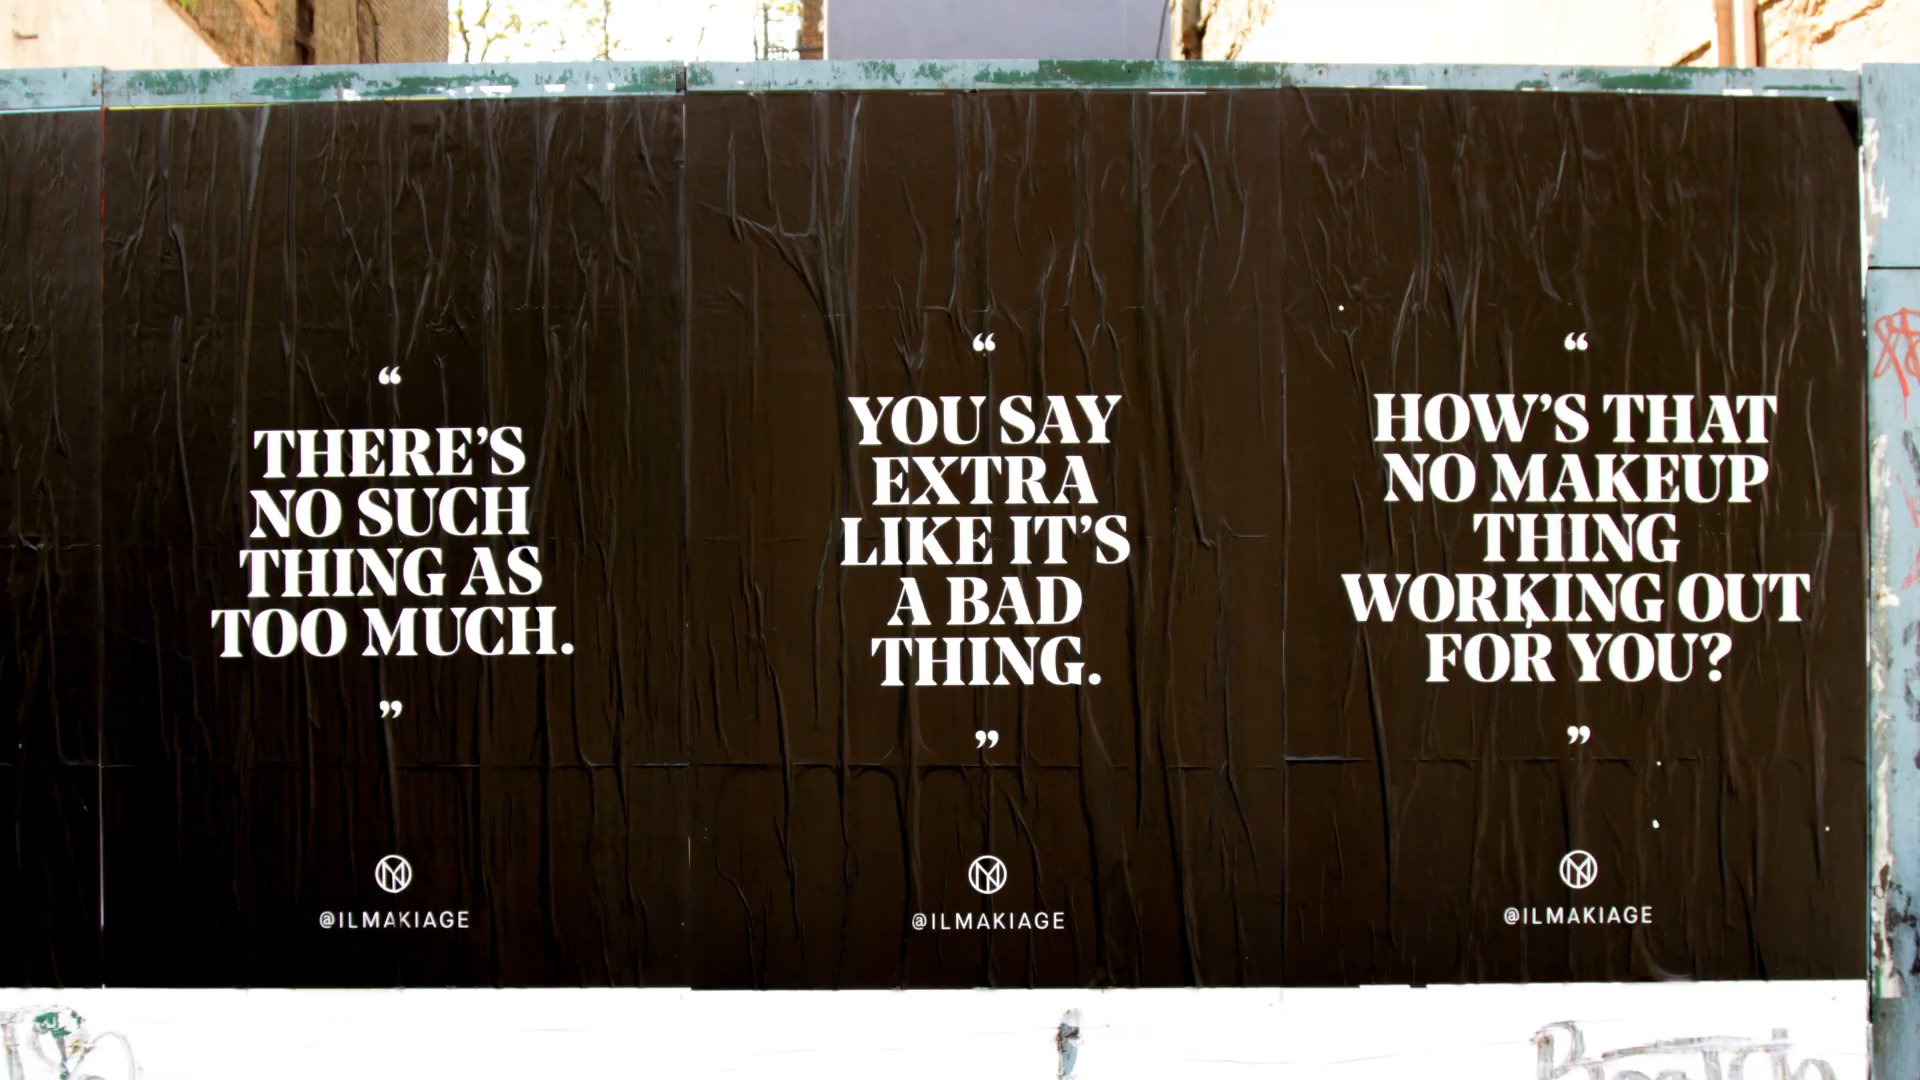 “
THERE’S
NO SUCH
THING AS
TOO MUCH.
”
@ILMAKIAGE
“
YOU SAY
EXTRA
LIKE IT’S
A BAD
THING.
”
@ILMAKIAGE
“
HOW’S THAT
NO MAKEUP
THING
WORKING OUT
FOR YOU?
”
@ILMAKIAGE